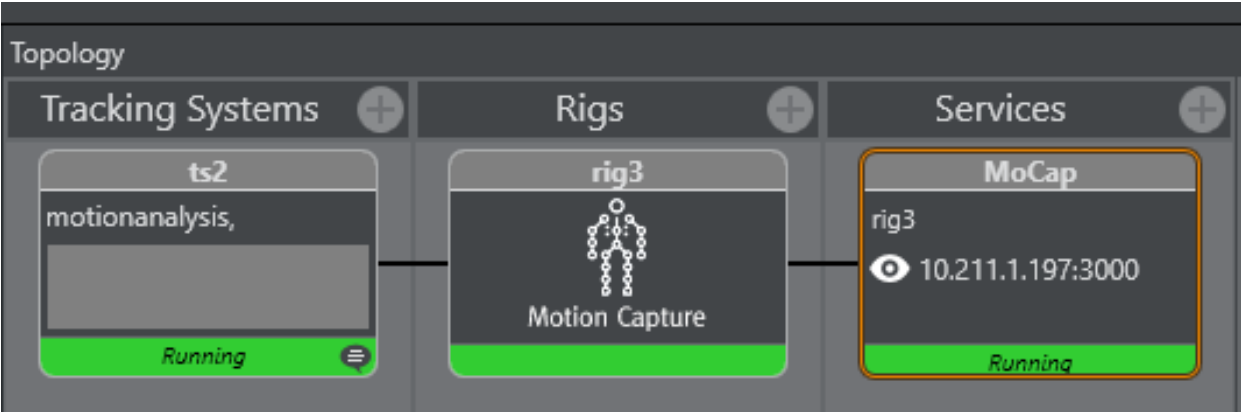 Topology
Tracking Systems
Rigs
Services
ts2
motionanalysis,
Running
rig3
Motion Capture
MoCap
rig3
10.211.1.197:3000
Running